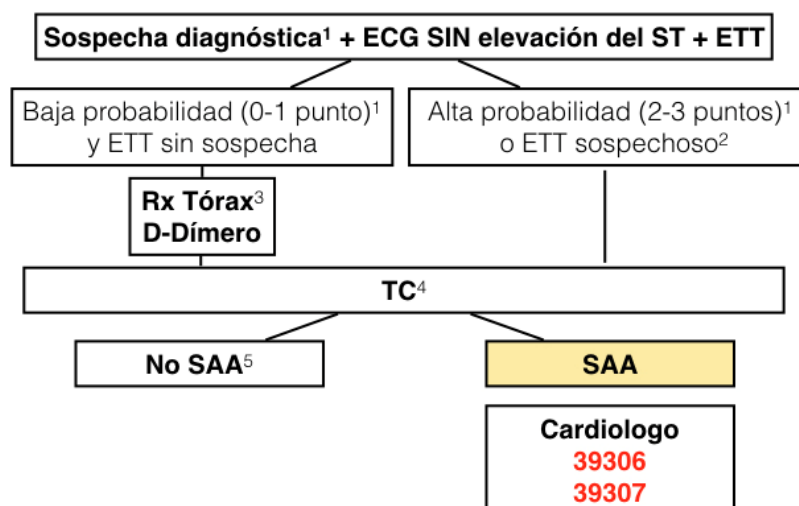 Sospecha diagnóstica¹ + ECG SIN elevación del ST + ETT
Baja probabilidad (0-1 punto)¹
y ETT sin sospecha
Alta probabilidad (2-3 puntos)¹
o ETT sospechoso²
Rx Tórax³
D-Dímero
TC⁴
No SAA⁵
SAA
Cardiologo
39306
39307